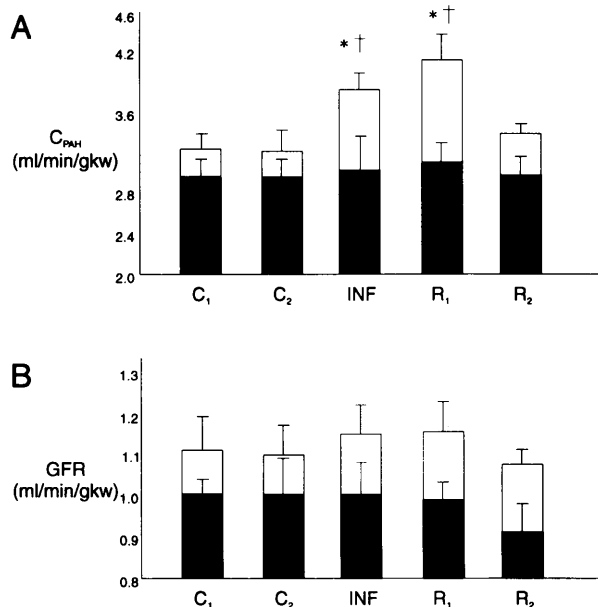 A
4.6
4.2
3.6
C_PAH
(ml/min/gkw)
2.8
2.4
2.0
* †
* †
C₁ C₂ INF R₁ R₂
B
1.3
1.2
1.1
GFR
(ml/min/gkw)
1.0
0.9
0.8
C₁ C₂ INF R₁ R₂